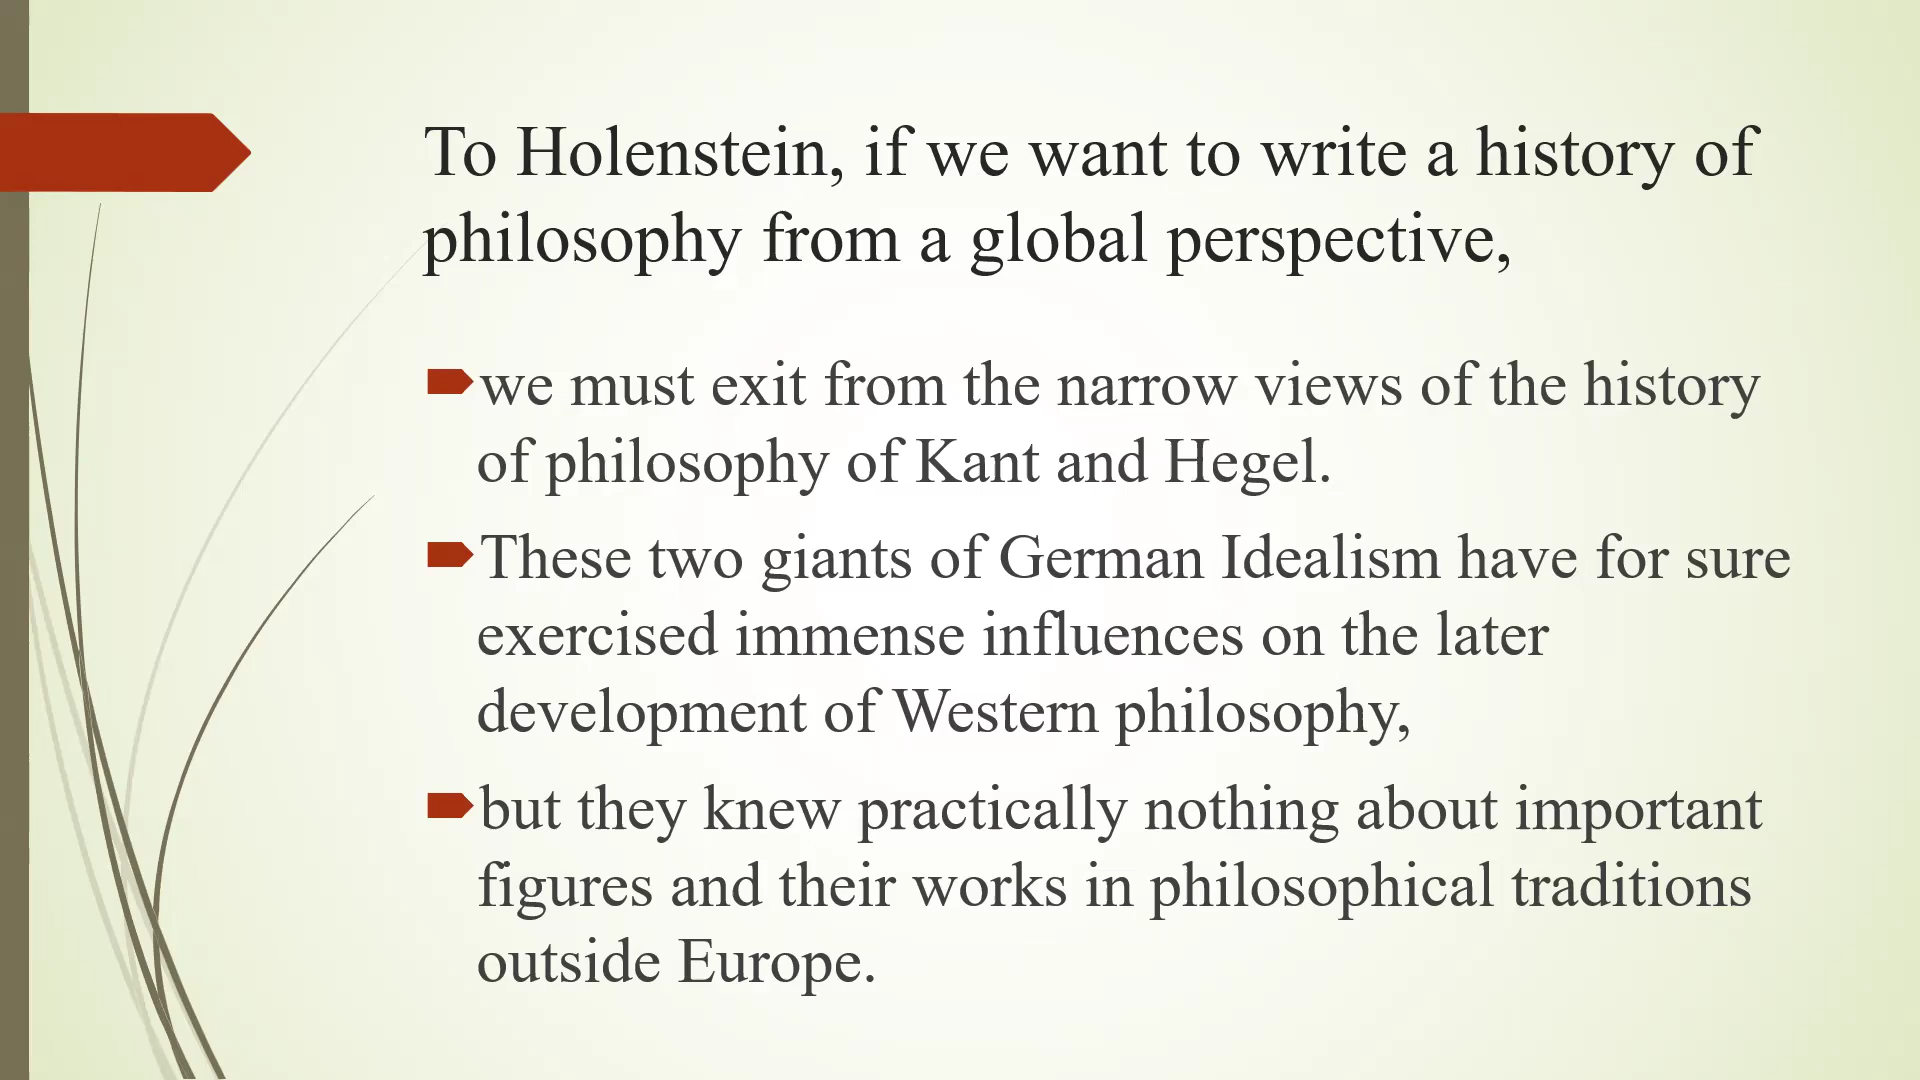 To Holenstein, if we want to write a history of
philosophy from a global perspective,
we must exit from the narrow views of the history
of philosophy of Kant and Hegel.
These two giants of German Idealism have for sure
exercised immense influences on the later
development of Western philosophy,
but they knew practically nothing about important
figures and their works in philosophical traditions
outside Europe.